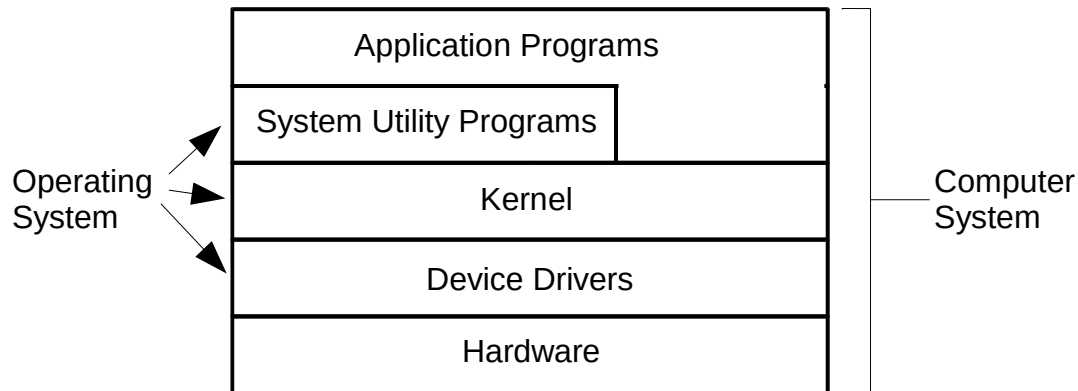 Application Programs
System Utility Programs
Operating
System
Kernel
Computer
System
Device Drivers
Hardware